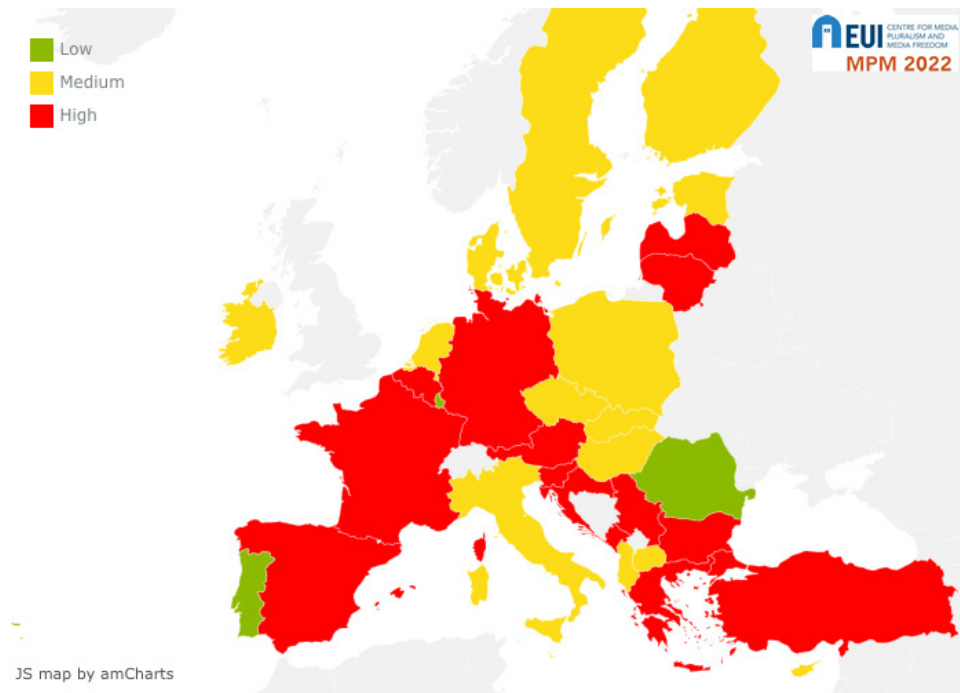 Low
Medium
High
EUI
CENTRE FOR MEDIA
PLURALISM AND
MEDIA FREEDOM
MPM 2022
JS map by amCharts